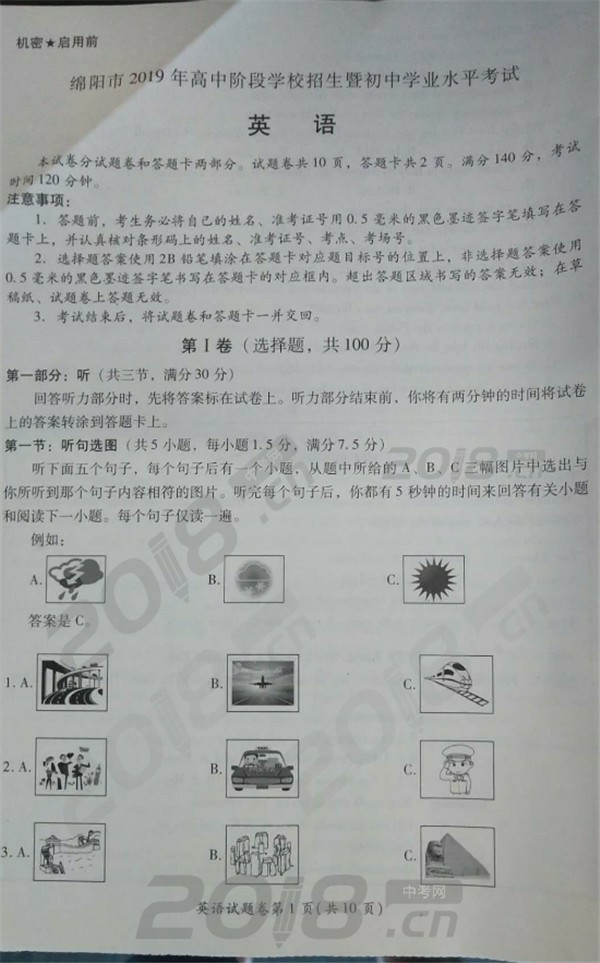 机密★启用前
绵阳市2019年高中阶段学校招生暨初中学业水平考试
英 语
本试卷分试题卷和答题卡两部分。试题卷共10页,答题卡共2页。满分140分,考试
时间120分钟。
注意事项:
1. 答题前,考生务必将自己的姓名、准考证号用0.5毫米的黑色墨迹签字笔填写在答
题卡上,并认真核对条形码上的姓名、准考证号、考点、考场号。
2. 选择题答案使用2B铅笔填涂在答题卡对应题目标号的位置上,非选择题答案使用
0.5毫米的黑色墨迹签字笔书写在答题卡的对应框内。超出答题区域书写的答案无效;在草
稿纸、试题卷上答题无效。
3. 考试结束后,将试题卷和答题卡一并交回。
第Ⅰ卷(选择题,共100分)
第一部分:听(共三节,满分30分)
回答听力部分时,先将答案标在试卷上。听力部分结束前,你将有两分钟的时间将试卷
上的答案转涂到答题卡上。
第一节:听句选图(共5小题,每小题1.5分,满分7.5分)
听下面五个句子,每个句子后有一个小题,从题中所给的A、B、C三幅图片中选出与
你所听到那个句子内容相符的图片。听完每个句子后,你都有5秒钟的时间来回答有关小题
和阅读下一小题。每个句子仅读一遍。
例如:
A. B. C.
答案是C。
1. A. B. C.
2. A. B. C.
3. A. B. C.
英语试题卷第1页(共10页)
2018.cn
中考网